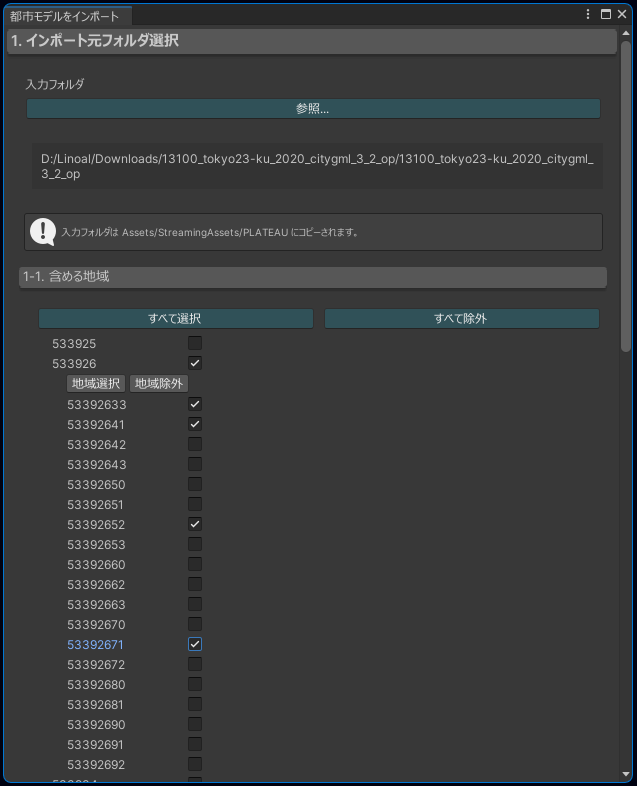 都市モデルをインポート
1. インポート元フォルダ選択
入力フォルダ
参照...
D:/Linoal/Downloads/13100_tokyo23-ku_2020_citygml_3_2_op/13100_tokyo23-ku_2020_citygml_
3_2_op
入力フォルダは Assets/StreamingAssets/PLATEAU にコピーされます。
1-1. 含める地域
すべて選択 すべて除外
533925
533926
地域選択 地域除外
53392633
53392641
53392642
53392643
53392650
53392651
53392652
53392653
53392660
53392662
53392663
53392670
53392671
53392672
53392680
53392681
53392690
53392691
53392692